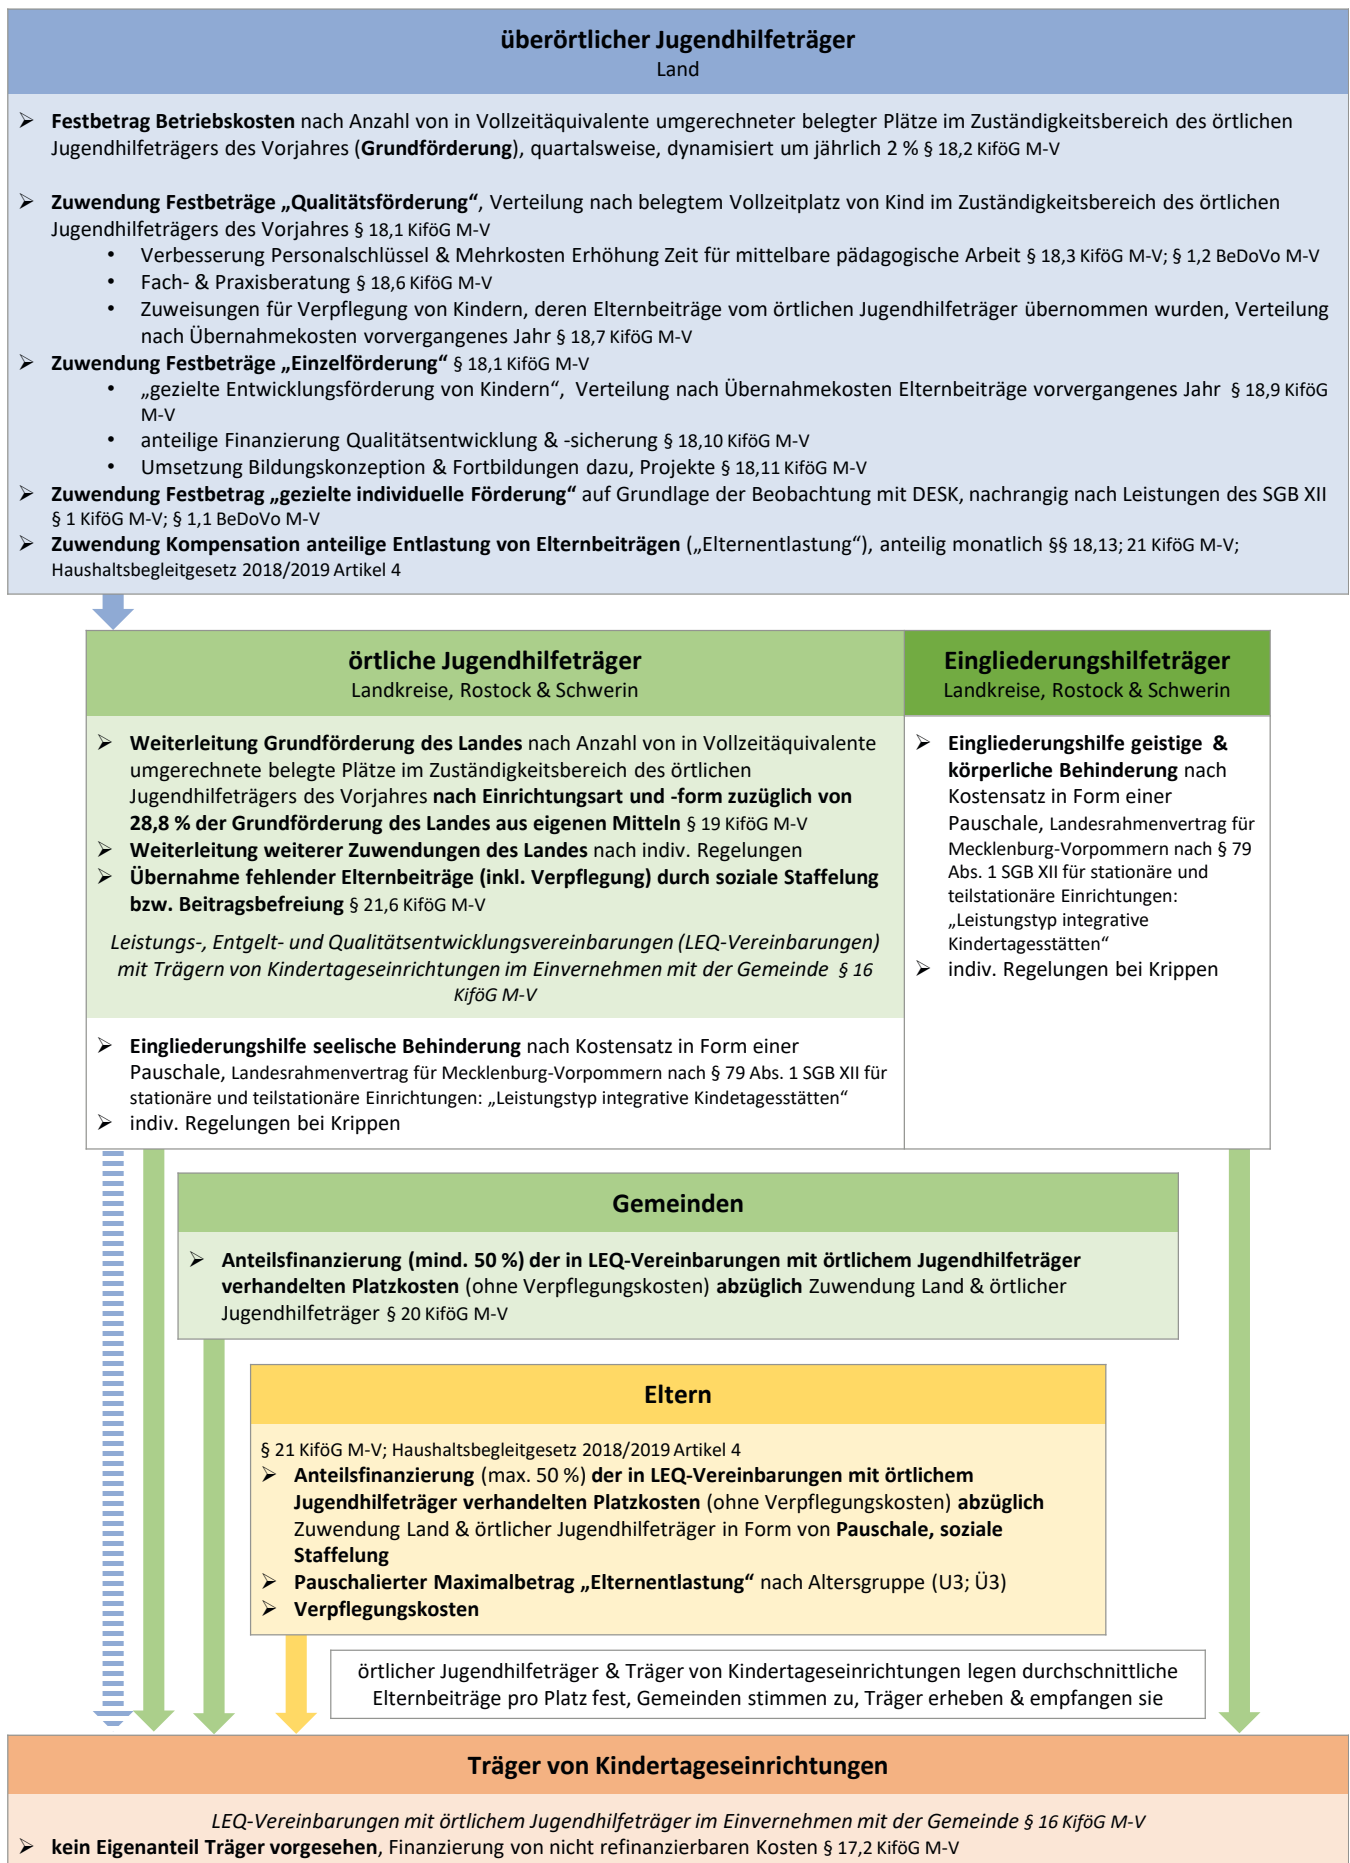 überörtlicher Jugendhilfeträger
Land
➢ Festbetrag Betriebskosten nach Anzahl von in Vollzeitäquivalente umgerechneter belegter Plätze im Zuständigkeitsbereich des örtlichen
Jugendhilfeträgers des Vorjahres (Grundförderung), quartalsweise, dynamisiert um jährlich 2 % § 18,2 KiföG M-V
➢ Zuwendung Festbeträge „Qualitätsförderung“, Verteilung nach belegtem Vollzeitplatz von Kind im Zuständigkeitsbereich des örtlichen
Jugendhilfeträgers des Vorjahres § 18,1 KiföG M-V
• Verbesserung Personalschlüssel & Mehrkosten Erhöhung Zeit für mittelbare pädagogische Arbeit § 18,3 KiföG M-V; § 1,2 BeDoVo M-V
• Fach- & Praxisberatung § 18,6 KiföG M-V
• Zuweisungen für Verpflegung von Kindern, deren Elternbeiträge vom örtlichen Jugendhilfeträger übernommen wurden, Verteilung
nach Übernahmekosten vorvergangenes Jahr § 18,7 KiföG M-V
➢ Zuwendung Festbeträge „Einzelförderung“ § 18,1 KiföG M-V
• „gezielte Entwicklungsförderung von Kindern“, Verteilung nach Übernahmekosten Elternbeiträge vorvergangenes Jahr § 18,9 KiföG
M-V
• anteilige Finanzierung Qualitätsentwicklung & -sicherung § 18,10 KiföG M-V
• Umsetzung Bildungskonzeption & Fortbildungen dazu, Projekte § 18,11 KiföG M-V
➢ Zuwendung Festbetrag „gezielte individuelle Förderung“ auf Grundlage der Beobachtung mit DESK, nachrangig nach Leistungen des SGB XII
§ 1 KiföG M-V; § 1,1 BeDoVo M-V
➢ Zuwendung Kompensation anteilige Entlastung von Elternbeiträgen („Elternentlastung“), anteilig monatlich §§ 18,13; 21 KiföG M-V;
Haushaltsbegleitgesetz 2018/2019 Artikel 4
örtliche Jugendhilfeträger
Landkreise, Rostock & Schwerin
➢ Weiterleitung Grundförderung des Landes nach Anzahl von in Vollzeitäquivalente
umgerechnete belegte Plätze im Zuständigkeitsbereich des örtlichen
Jugendhilfeträgers des Vorjahres nach Einrichtungsart und -form zuzüglich von
28,8 % der Grundförderung des Landes aus eigenen Mitteln § 19 KiföG M-V
➢ Weiterleitung weiterer Zuwendungen des Landes nach indiv. Regelungen
➢ Übernahme fehlender Elternbeiträge (inkl. Verpflegung) durch soziale Staffelung
bzw. Beitragsbefreiung § 21,6 KiföG M-V
Leistungs-, Entgelt- und Qualitätsentwicklungsvereinbarungen (LEQ-Vereinbarungen)
mit Trägern von Kindertageseinrichtungen im Einvernehmen mit der Gemeinde § 16
KiföG M-V
➢ Eingliederungshilfe seelische Behinderung nach Kostensatz in Form einer
Pauschale, Landesrahmenvertrag für Mecklenburg-Vorpommern nach § 79 Abs. 1 SGB XII für
stationäre und teilstationäre Einrichtungen: „Leistungstyp integrative Kindetagesstätten“
➢ indiv. Regelungen bei Krippen
Eingliederungshilfeträger
Landkreise, Rostock & Schwerin
➢ Eingliederungshilfe geistige &
körperliche Behinderung nach
Kostensatz in Form einer
Pauschale, Landesrahmenvertrag für
Mecklenburg-Vorpommern nach § 79
Abs. 1 SGB XII für stationäre und
teilstationäre Einrichtungen:
„Leistungstyp integrative
Kindertagesstätten“
➢ indiv. Regelungen bei Krippen
Gemeinden
➢ Anteilsfinanzierung (mind. 50 %) der in LEQ-Vereinbarungen mit örtlichem Jugendhilfeträger
verhandelten Platzkosten (ohne Verpflegungskosten) abzüglich Zuwendung Land & örtlicher
Jugendhilfeträger § 20 KiföG M-V
Eltern
§ 21 KiföG M-V; Haushaltsbegleitgesetz 2018/2019 Artikel 4
➢ Anteilsfinanzierung (max. 50 %) der in LEQ-Vereinbarungen mit örtlichem
Jugendhilfeträger verhandelten Platzkosten (ohne Verpflegungskosten) abzüglich
Zuwendung Land & örtlicher Jugendhilfeträger in Form von Pauschale, soziale
Staffelung
➢ Pauschalierter Maximalbetrag „Elternentlastung“ nach Altersgruppe (U3; Ü3)
➢ Verpflegungskosten
örtlicher Jugendhilfeträger & Träger von Kindertageseinrichtungen legen durchschnittliche
Elternbeiträge pro Platz fest, Gemeinden stimmen zu, Träger erheben & empfangen sie
Träger von Kindertageseinrichtungen
LEQ-Vereinbarungen mit örtlichem Jugendhilfeträger im Einvernehmen mit der Gemeinde § 16 KiföG M-V
➢ kein Eigenanteil Träger vorgesehen, Finanzierung von nicht refinanzierbaren Kosten § 17,2 KiföG M-V